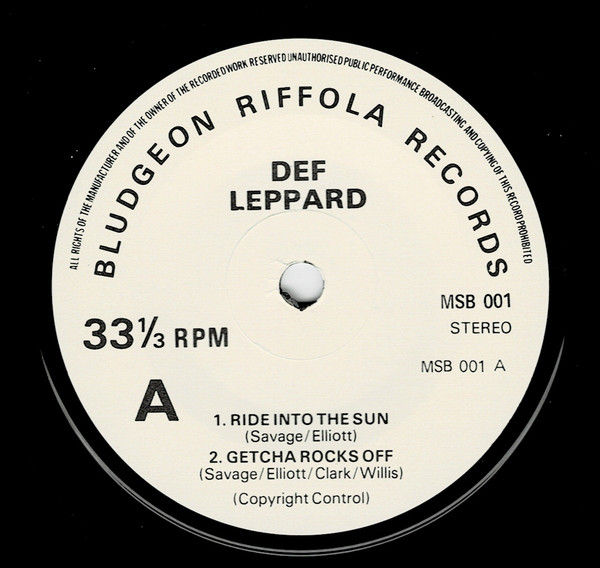 ALL RIGHTS OF THE MANUFACTURER AND OF THE OWNER OF THE RECORDED WORK RESERVED UNAUTHORISED PUBLIC PERFORMANCE BROADCASTING AND COPYING OF THIS RECORD PROHIBITED
BLUDGEON RIFFOLA RECORDS
DEF
LEPPARD
MSB 001
STEREO
33⅓ RPM
MSB 001 A
A
1. RIDE INTO THE SUN
(Savage/Elliott)
2. GETCHA ROCKS OFF
(Savage/Elliott/Clark/Willis)
(Copyright Control)